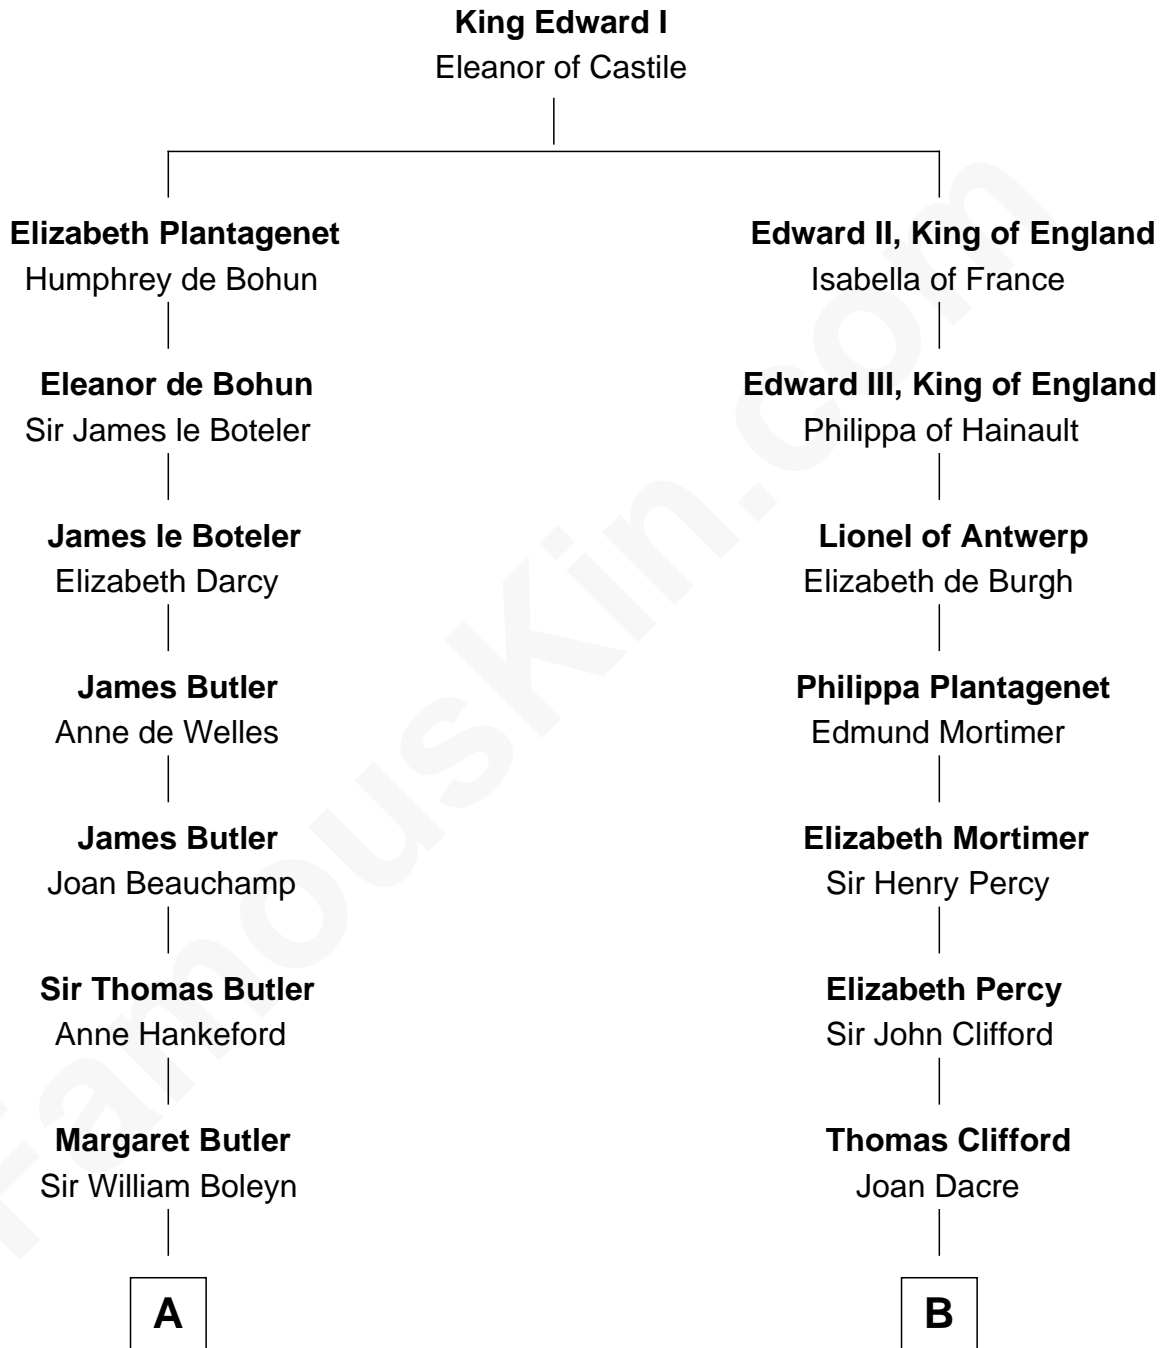 King Edward I
Eleanor of Castile
Elizabeth Plantagenet
Humphrey de Bohun
Edward II, King of England
Isabella of France
Eleanor de Bohun
Sir James le Boteler
Edward III, King of England
Philippa of Hainault
James le Boteler
Elizabeth Darcy
Lionel of Antwerp
Elizabeth de Burgh
James Butler
Anne de Welles
Philippa Plantagenet
Edmund Mortimer
James Butler
Joan Beauchamp
Elizabeth Mortimer
Sir Henry Percy
Sir Thomas Butler
Anne Hankeford
Elizabeth Percy
Sir John Clifford
Margaret Butler
Sir William Boleyn
Thomas Clifford
Joan Dacre
A
B
FamousKin.com